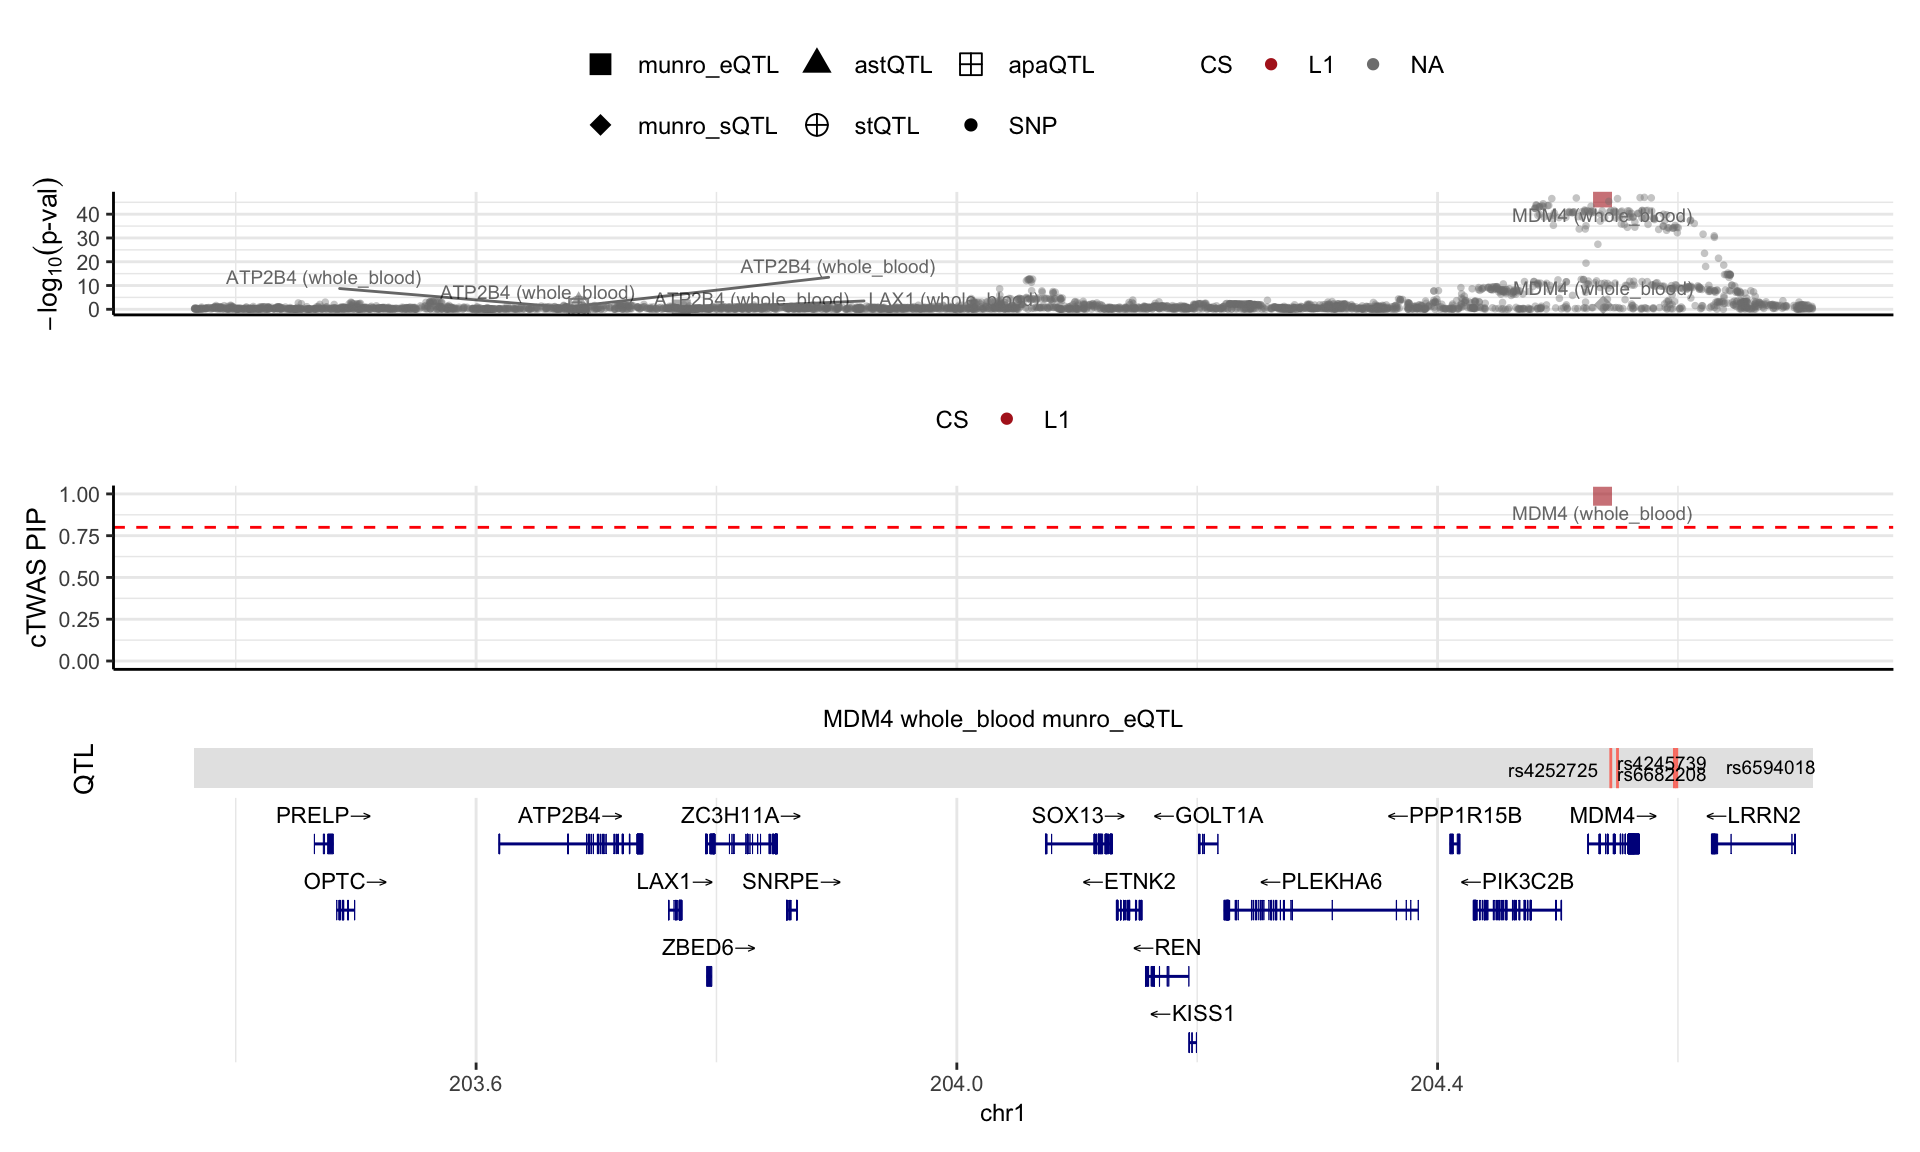 munro_eQTL astQTL apaQTL CS L1 NA
munro_sQTL stQTL SNP
−log10(p-val)
40
30
20
10
0
MDM4 (whole_blood)
ATP2B4 (whole_blood)
ATP2B4 (whole_blood)
ATP2B4 (whole_blood)
ATP2B4 (whole_blood)
LAX1 (whole_blood)
MDM4 (whole_blood)
CS L1
cTWAS PIP
1.00
0.75
0.50
0.25
0.00
MDM4 (whole_blood)
MDM4 whole_blood munro_eQTL
QTL
rs4252725 rs4245739 rs6594018
rs6682208
PRELP→ ATP2B4→ ZC3H11A→ SOX13→ ←GOLT1A ←PPP1R15B MDM4→ ←LRRN2
OPTC→ LAX1→ SNRPE→ ←ETNK2 ←PLEKHA6 ←PIK3C2B
ZBED6→ ←REN
←KISS1
203.6 204.0 204.4
chr1